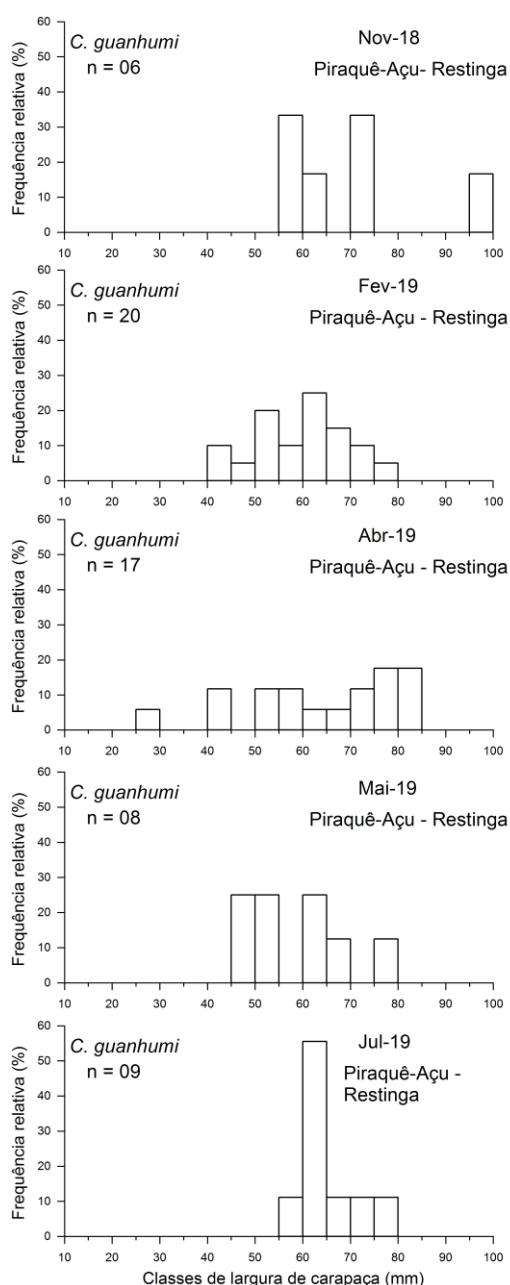 60
C. guanhumi
Nov-18
n = 06
Piraquê-Açu- Restinga
50
40
30
20
10
0
Frequência relativa (%)
10 20 30 40 50 60 70 80 90 100
60
C. guanhumi
Fev-19
n = 20
Piraquê-Açu - Restinga
50
40
30
20
10
0
Frequência relativa (%)
10 20 30 40 50 60 70 80 90 100
60
C. guanhumi
Abr-19
n = 17
Piraquê-Açu - Restinga
50
40
30
20
10
0
Frequência relativa (%)
10 20 30 40 50 60 70 80 90 100
60
C. guanhumi
Mai-19
n = 08
Piraquê-Açu - Restinga
50
40
30
20
10
0
Frequência relativa (%)
10 20 30 40 50 60 70 80 90 100
60
C. guanhumi
Jul-19
n = 09
Piraquê-Açu -
Restinga
50
40
30
20
10
0
Frequência relativa (%)
10 20 30 40 50 60 70 80 90 100
Classes de largura de carapaça (mm)